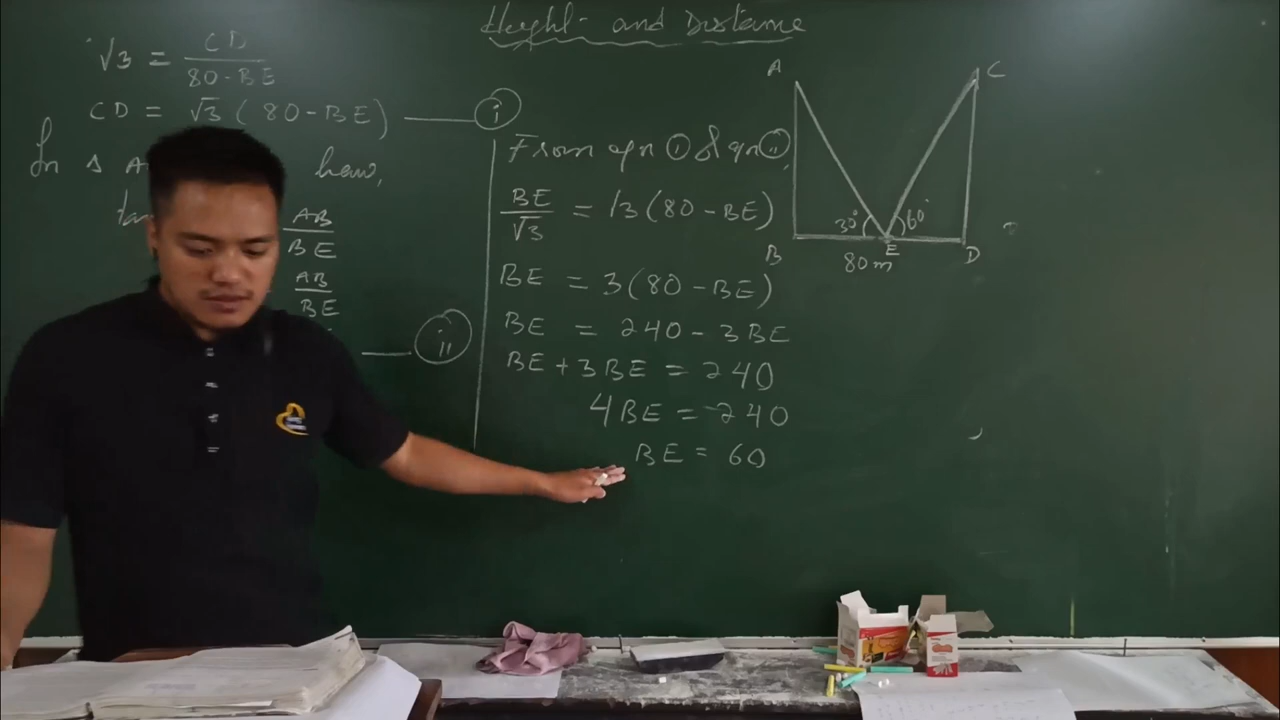 Height and Distance
√3 = CD / 80 - BE
CD = √3 ( 80 - BE ) —— (i)
In
have,
AB / BE
AB / BE
—— (ii)
From eqn (i) & eqn (ii),
BE / √3 = √3 (80 - BE)
BE = 3 (80 - BE)
BE = 240 - 3BE
BE + 3BE = 240
4BE = 240
BE = 60
A
C
30°
60°
B
E
D
80 m